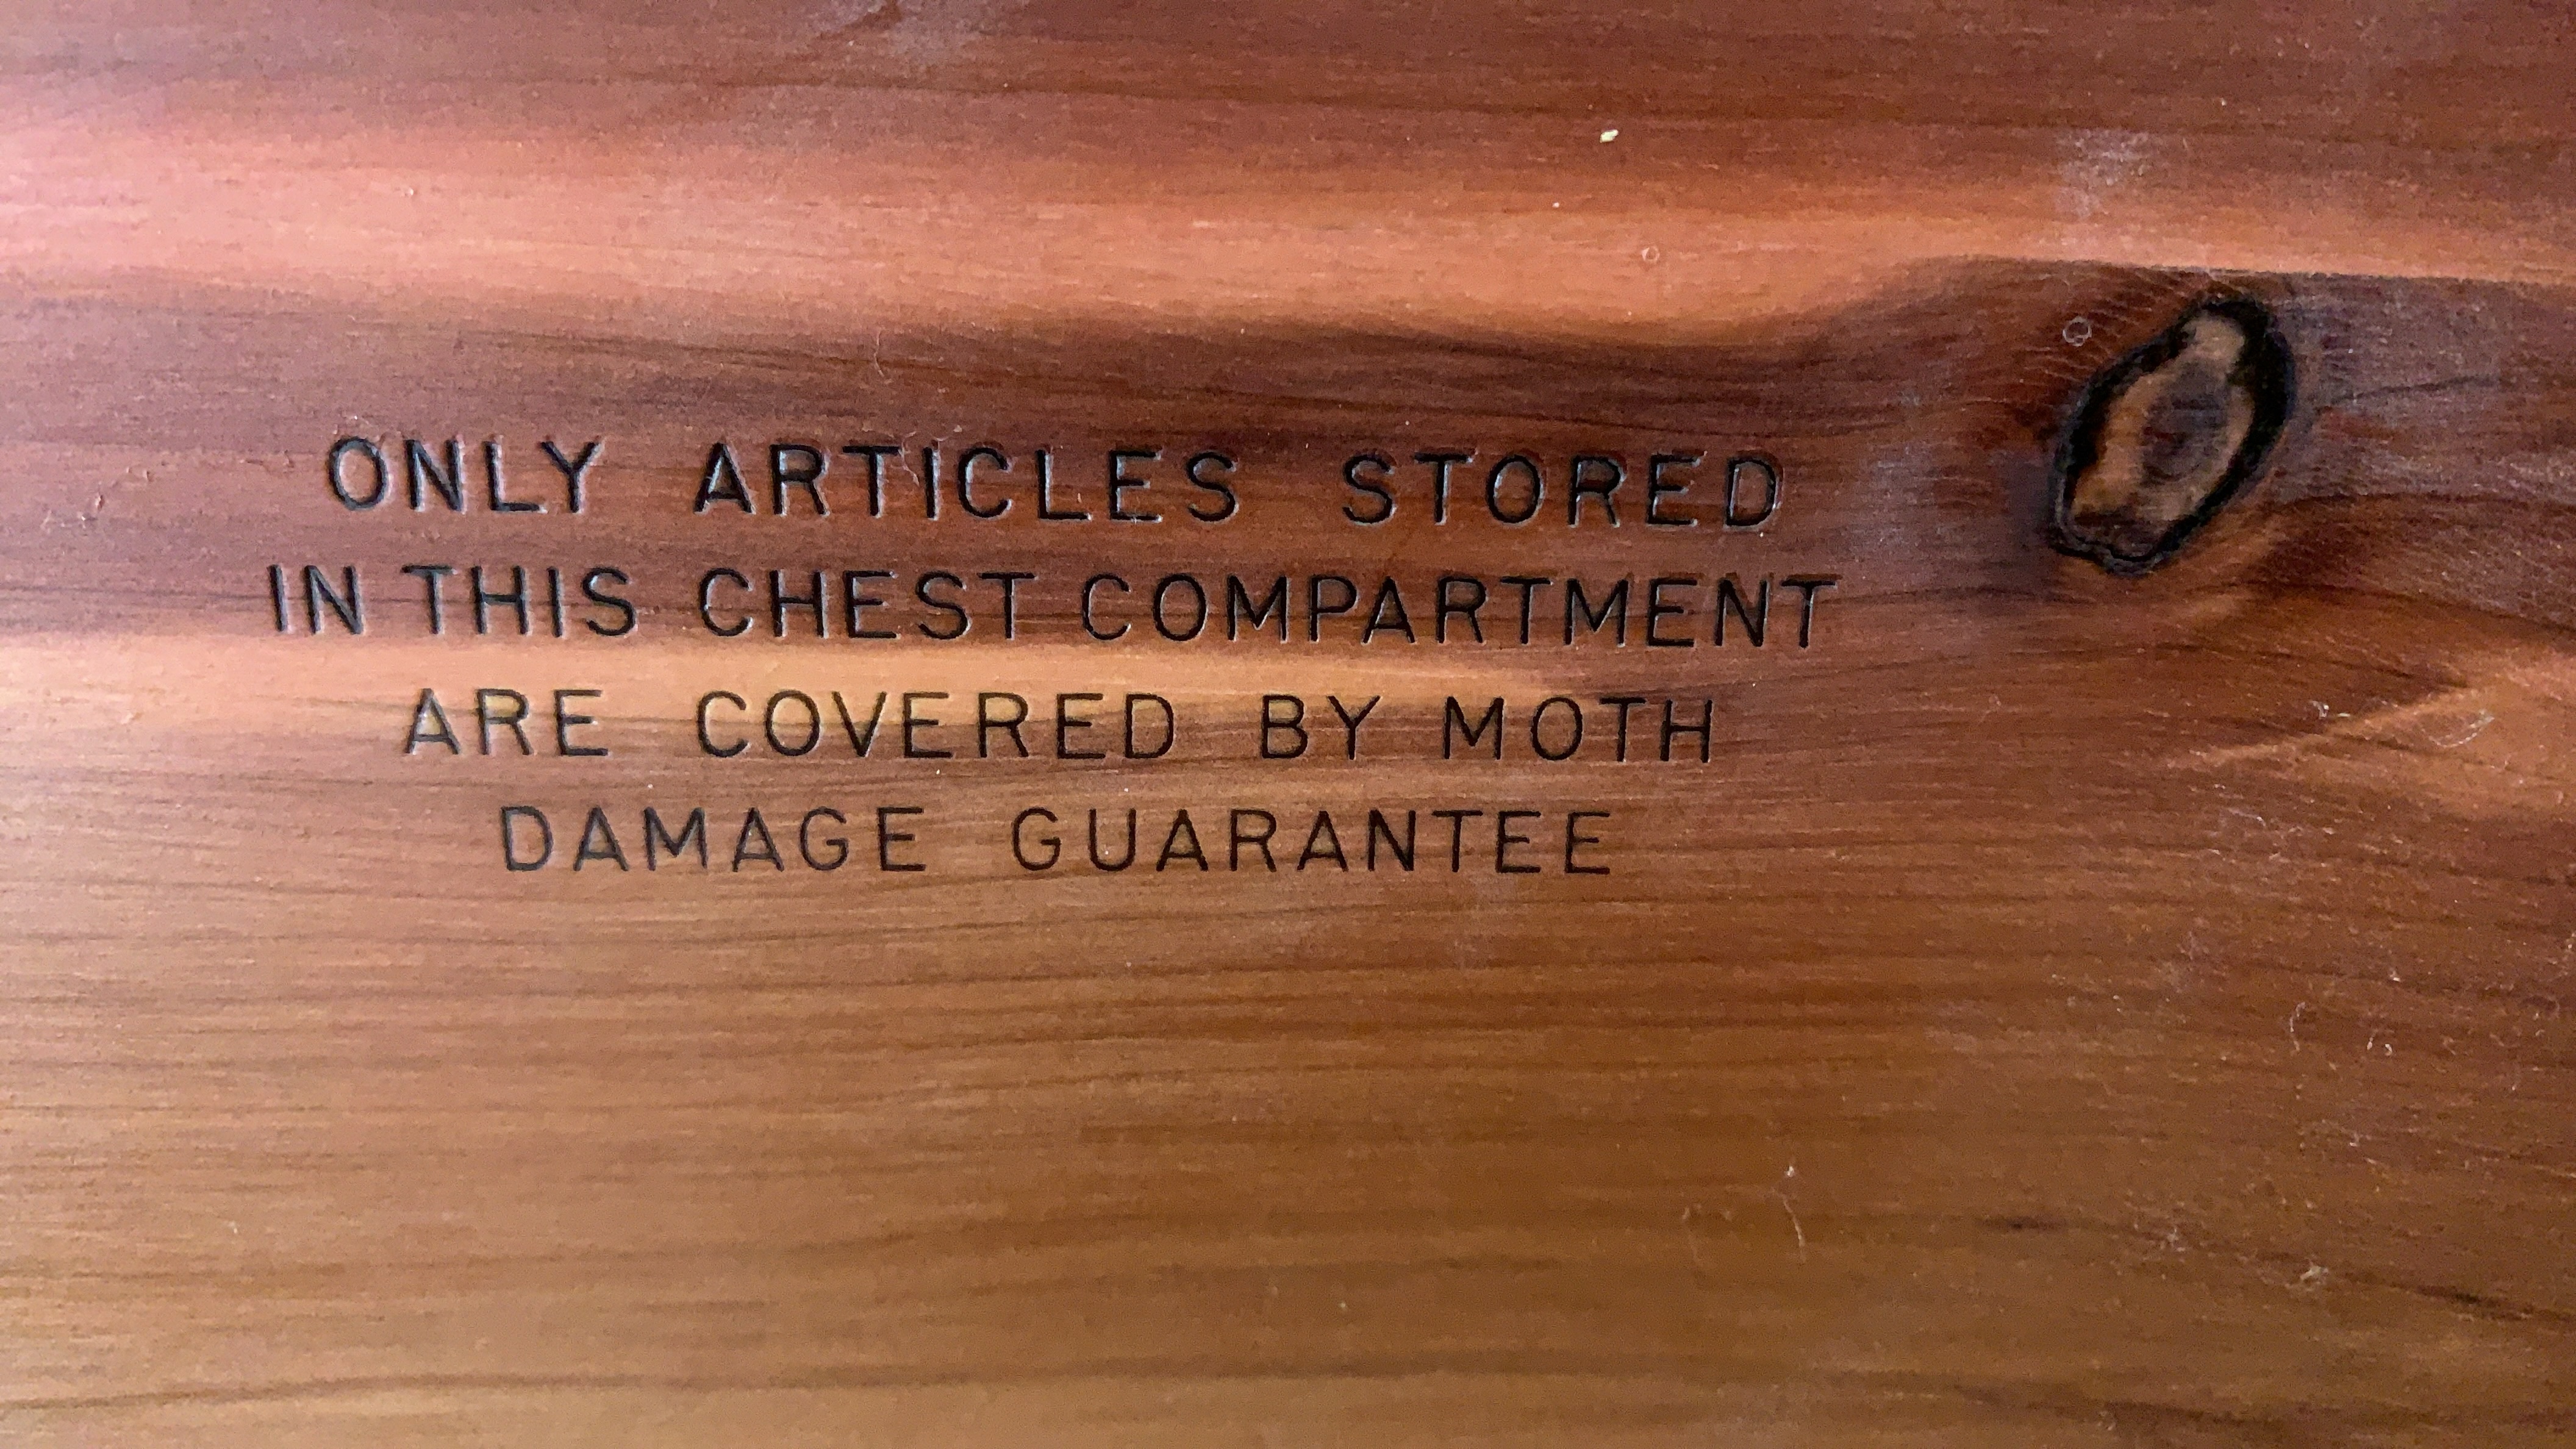 ONLY ARTICLES STORED
IN THIS CHEST COMPARTMENT
ARE COVERED BY MOTH
DAMAGE GUARANTEE